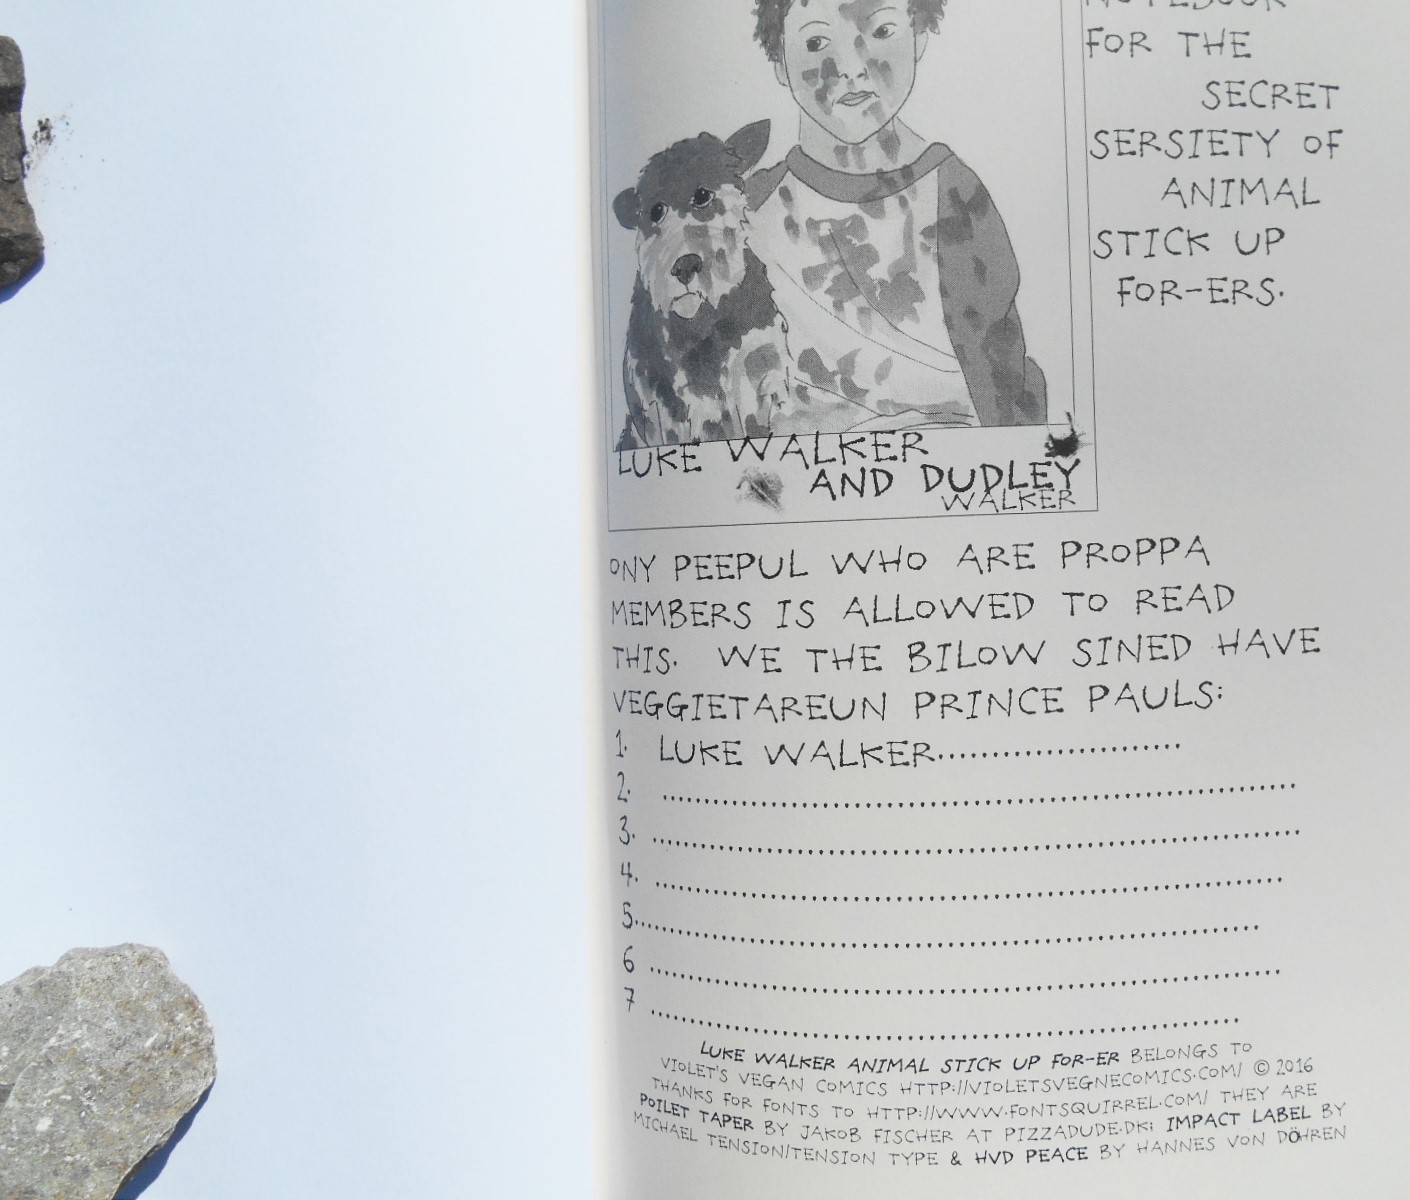 NOTEBOOK
FOR THE
SECRET
SERSIETY OF
ANIMAL
STICK UP
FOR-ERS.
LUKE WALKER
AND DUDLEY
WALKER
ONY PEEPUL WHO ARE PROPPA
MEMBERS IS ALLOWED TO READ
THIS. WE THE BILOW SINED HAVE
VEGGIETAREUN PRINCE PAULS:
1. LUKE WALKER.......................
2. ............................................................
3. ............................................................
4. ............................................................
5. ............................................................
6 ............................................................
7 ............................................................
LUKE WALKER ANIMAL STICK UP FOR-ER BELONGS TO
VIOLET'S VEGAN COMICS HTTP://VIOLETSVEGNECOMICS.COM/ © 2016
THANKS FOR FONTS TO HTTP://WWW.FONTSQUIRREL.COM/ THEY ARE
POILET TAPER BY JAKOB FISCHER AT PIZZADUDE.DK; IMPACT LABEL BY
MICHAEL TENSION/TENSION TYPE & HVD PEACE BY HANNES VON DÖHREN